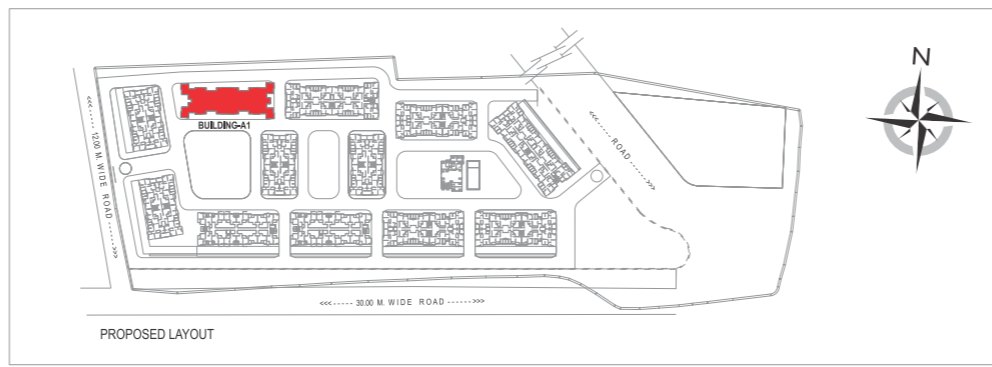 N
BUILDING-A1
<<<----- 12.00 M. WIDE ROAD ----->>>
<<<----- ROAD ----->>>
<<<----- 30.00 M. WIDE ROAD ------>>>
PROPOSED LAYOUT